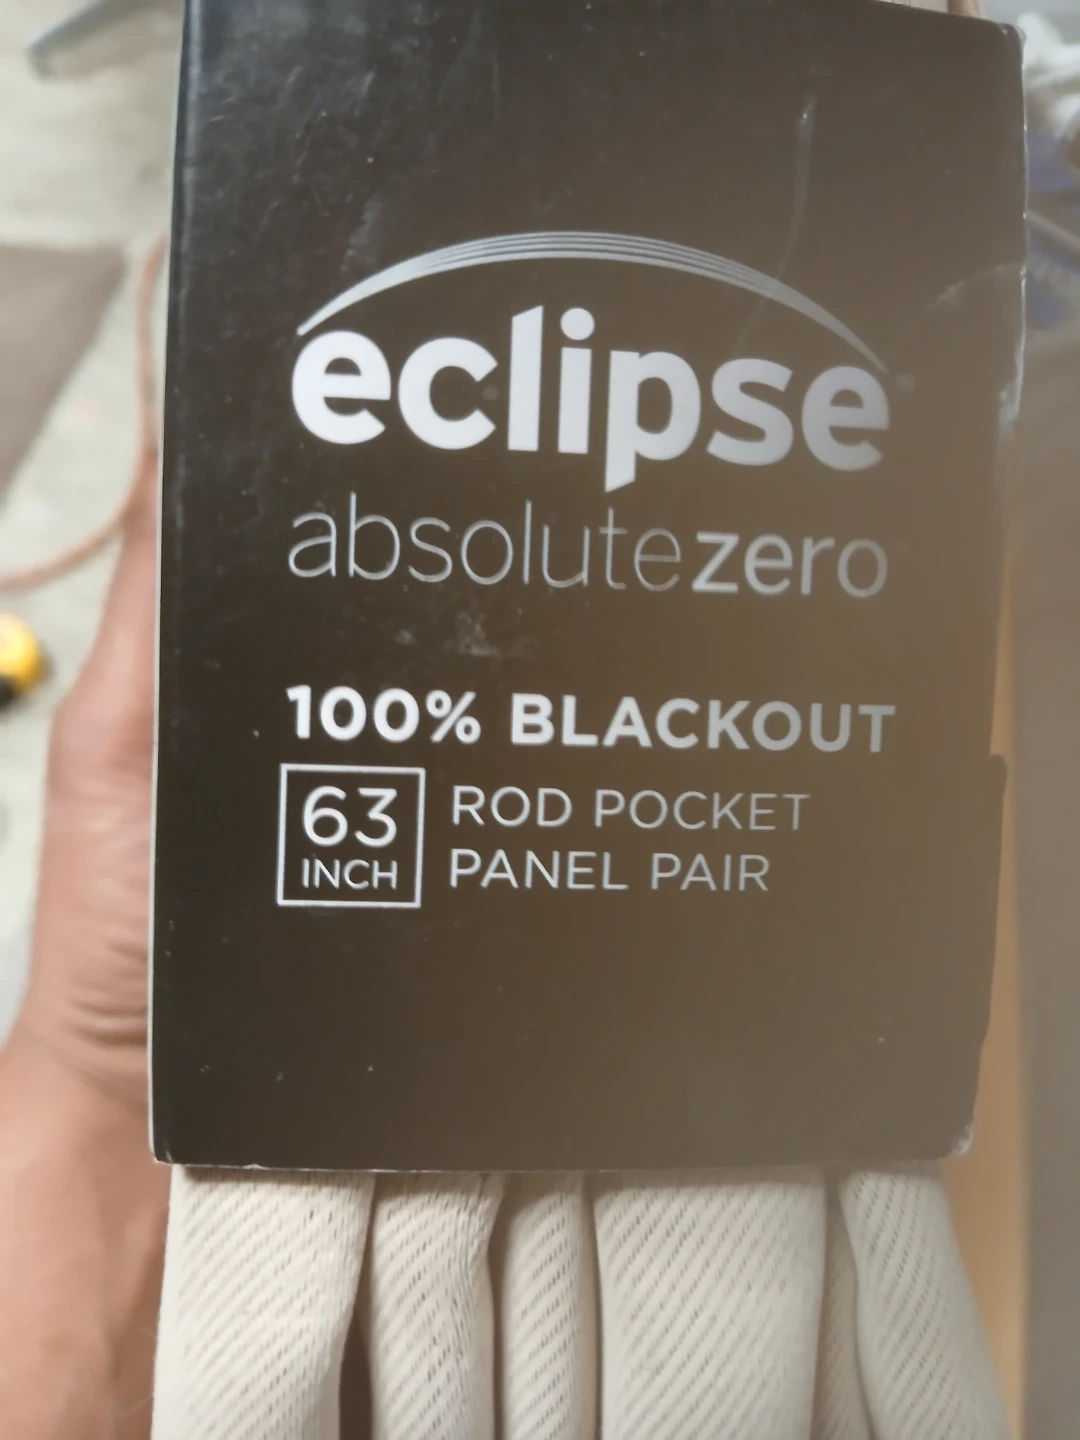 eclipse
absolutezero
100% BLACKOUT
63
INCH
ROD POCKET
PANEL PAIR